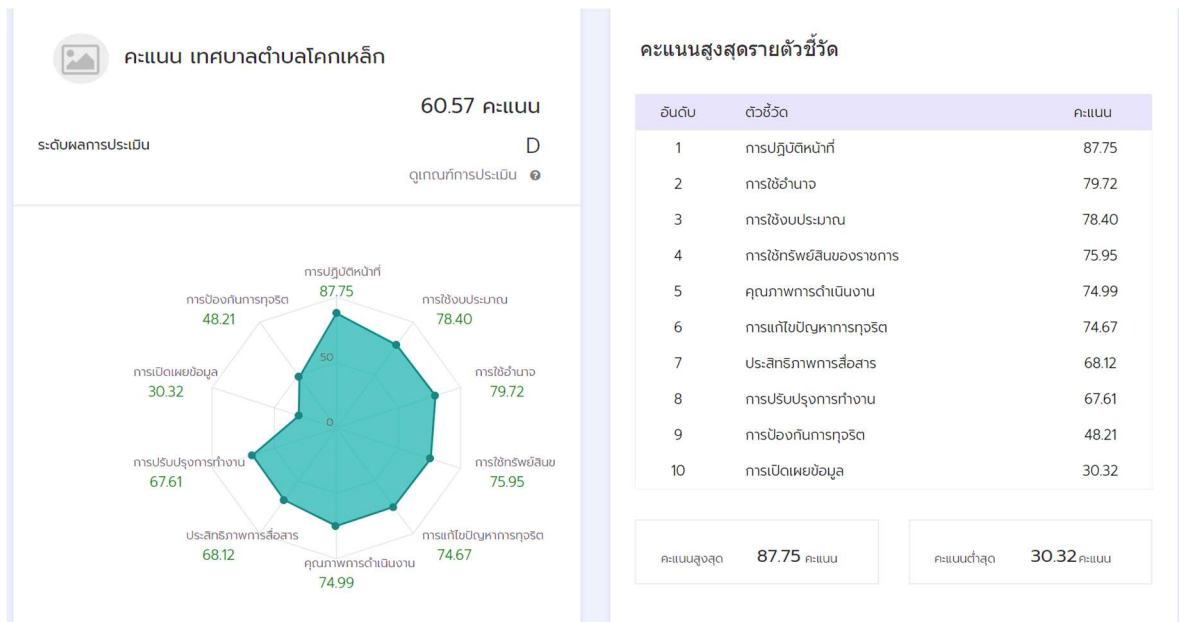 คะแนน เทศบาลตำบลโคกเหล็ก
60.57 คะแนน
ระดับผลการประเมิน D
ดูเกณฑ์การประเมิน
การปฏิบัติหน้าที่
87.75
การป้องกันการทุจริต
48.21
การใช้งบประมาณ
78.40
50
การเปิดเผยข้อมูล
30.32
การใช้อำนาจ
79.72
0
การปรับปรุงการทำงาน
67.61
การใช้ทรัพย์สินข
75.95
ประสิทธิภาพการสื่อสาร
68.12
การแก้ไขปัญหาการทุจริต
74.67
คุณภาพการดำเนินงาน
74.99
คะแนนสูงสุดรายตัวชี้วัด
อันดับ ตัวชี้วัด คะแนน
1 การปฏิบัติหน้าที่ 87.75
2 การใช้อำนาจ 79.72
3 การใช้งบประมาณ 78.40
4 การใช้ทรัพย์สินของราชการ 75.95
5 คุณภาพการดำเนินงาน 74.99
6 การแก้ไขปัญหาการทุจริต 74.67
7 ประสิทธิภาพการสื่อสาร 68.12
8 การปรับปรุงการทำงาน 67.61
9 การป้องกันการทุจริต 48.21
10 การเปิดเผยข้อมูล 30.32
คะแนนสูงสุด 87.75 คะแนน
คะแนนต่ำสุด 30.32 คะแนน